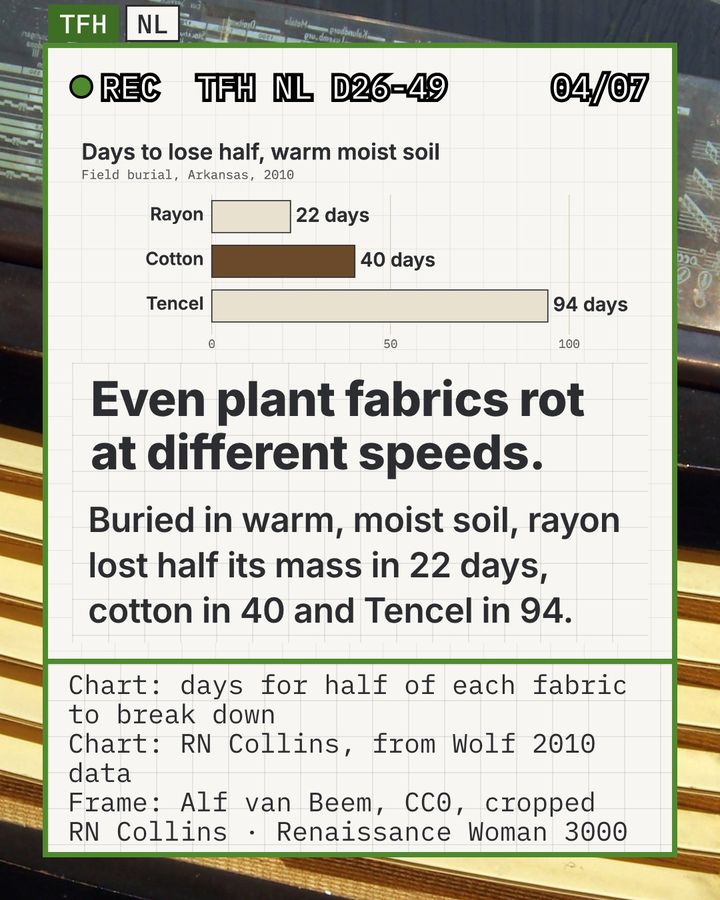 TFH NL
REC TFH NL D26-49 04/07
Days to lose half, warm moist soil
Field burial, Arkansas, 2010
Rayon 22 days
Cotton 40 days
Tencel 94 days
0 50 100
Even plant fabrics rot
at different speeds.
Buried in warm, moist soil, rayon
lost half its mass in 22 days,
cotton in 40 and Tencel in 94.
Chart: days for half of each fabric
to break down
Chart: RN Collins, from Wolf 2010
data
Frame: Alf van Beem, CC0, cropped
RN Collins · Renaissance Woman 3000